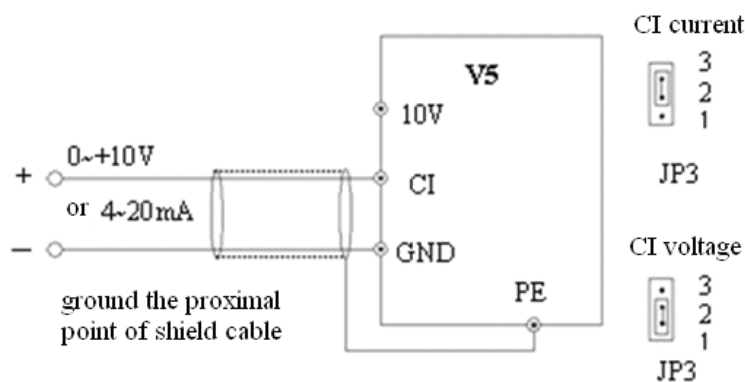 CI current
3
2
1
JP3
V5
10V
+
0~+10V
CI
or 4~20mA
−
GND
PE
ground the proximal
point of shield cable
CI voltage
3
2
1
JP3